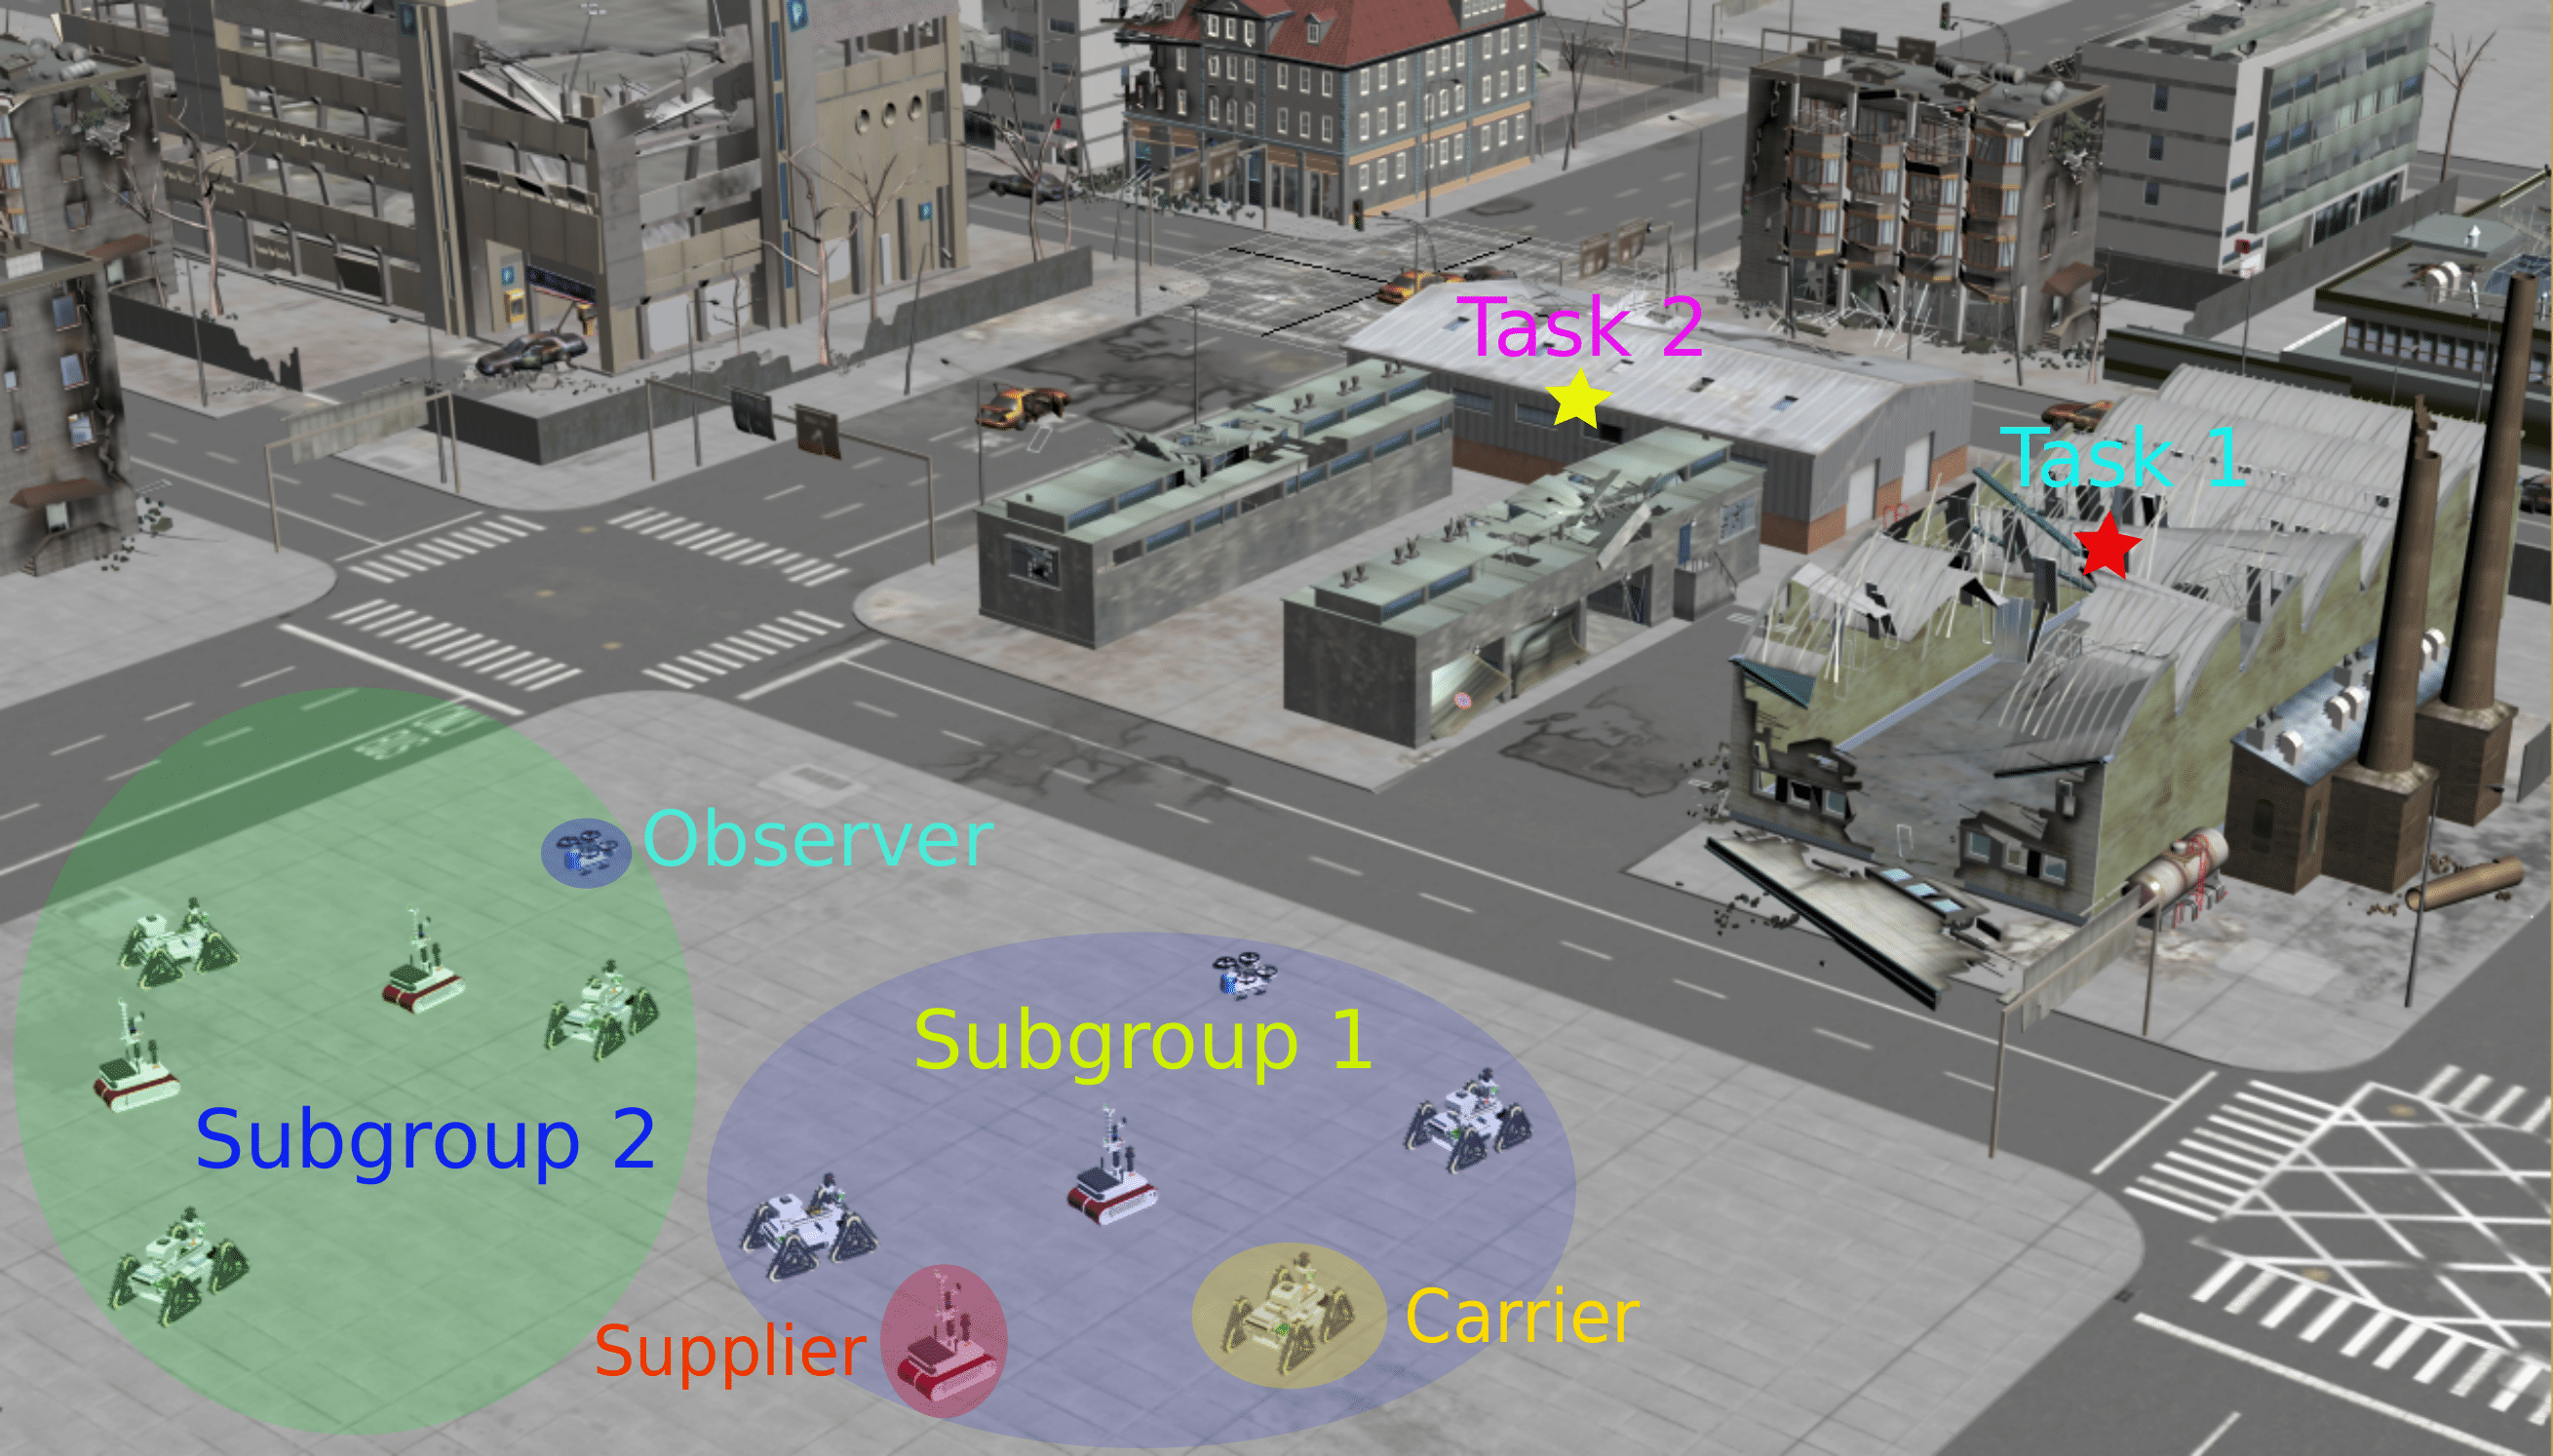 Task 2
Task 1
Observer
Subgroup 1
Subgroup 2
Supplier
Carrier